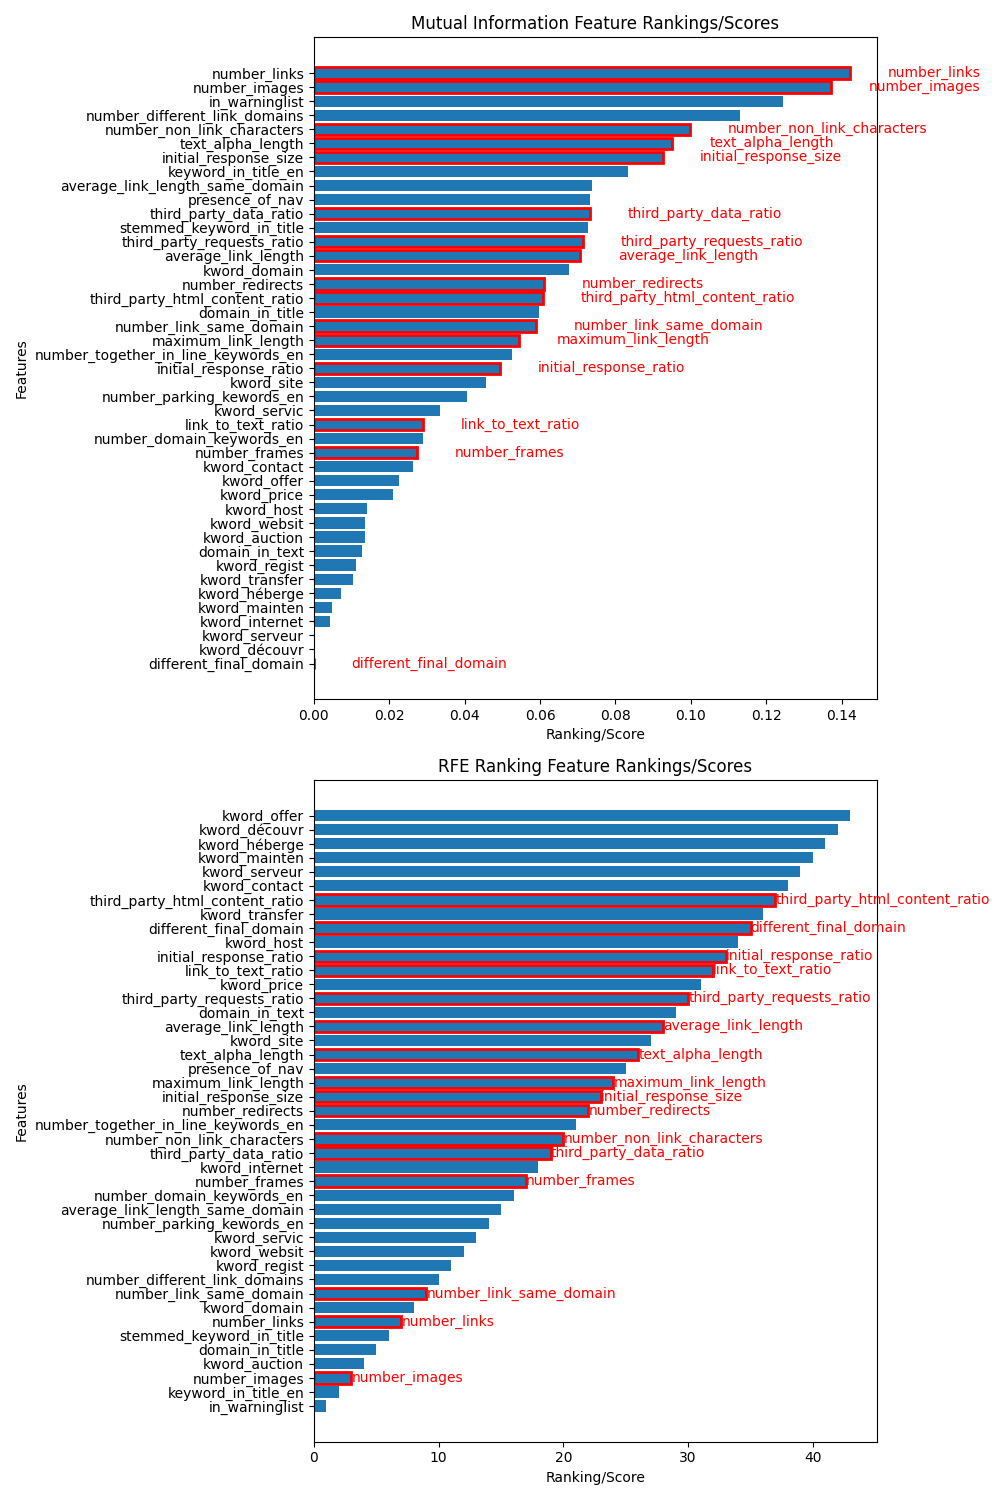 Mutual Information Feature Rankings/Scores
number_links number_links
number_images number_images
in_warninglist
number_different_link_domains
number_non_link_characters number_non_link_characters
text_alpha_length text_alpha_length
initial_response_size initial_response_size
keyword_in_title_en
average_link_length_same_domain
presence_of_nav
third_party_data_ratio third_party_data_ratio
stemmed_keyword_in_title
third_party_requests_ratio third_party_requests_ratio
average_link_length average_link_length
kword_domain
number_redirects number_redirects
third_party_html_content_ratio third_party_html_content_ratio
domain_in_title
number_link_same_domain number_link_same_domain
maximum_link_length maximum_link_length
number_together_in_line_keywords_en
initial_response_ratio initial_response_ratio
kword_site
number_parking_kewords_en
kword_servic
link_to_text_ratio link_to_text_ratio
number_domain_keywords_en
number_frames number_frames
kword_contact
kword_offer
kword_price
kword_host
kword_websit
kword_auction
domain_in_text
kword_regist
kword_transfer
kword_héberge
kword_mainten
kword_internet
kword_serveur
kword_découvr
different_final_domain different_final_domain
Features
0.00 0.02 0.04 0.06 0.08 0.10 0.12 0.14
Ranking/Score
RFE Ranking Feature Rankings/Scores
kword_offer
kword_découvr
kword_héberge
kword_mainten
kword_serveur
kword_contact
third_party_html_content_ratio third_party_html_content_ratio
kword_transfer
different_final_domain different_final_domain
kword_host
initial_response_ratio initial_response_ratio
link_to_text_ratio link_to_text_ratio
kword_price
third_party_requests_ratio third_party_requests_ratio
domain_in_text
average_link_length average_link_length
kword_site
text_alpha_length text_alpha_length
presence_of_nav
maximum_link_length maximum_link_length
initial_response_size initial_response_size
number_redirects number_redirects
number_together_in_line_keywords_en
number_non_link_characters number_non_link_characters
third_party_data_ratio third_party_data_ratio
kword_internet
number_frames number_frames
number_domain_keywords_en
average_link_length_same_domain
number_parking_kewords_en
kword_servic
kword_websit
kword_regist
number_different_link_domains
number_link_same_domain number_link_same_domain
kword_domain
number_links number_links
stemmed_keyword_in_title
domain_in_title
kword_auction
number_images number_images
keyword_in_title_en
in_warninglist
Features
0 10 20 30 40
Ranking/Score